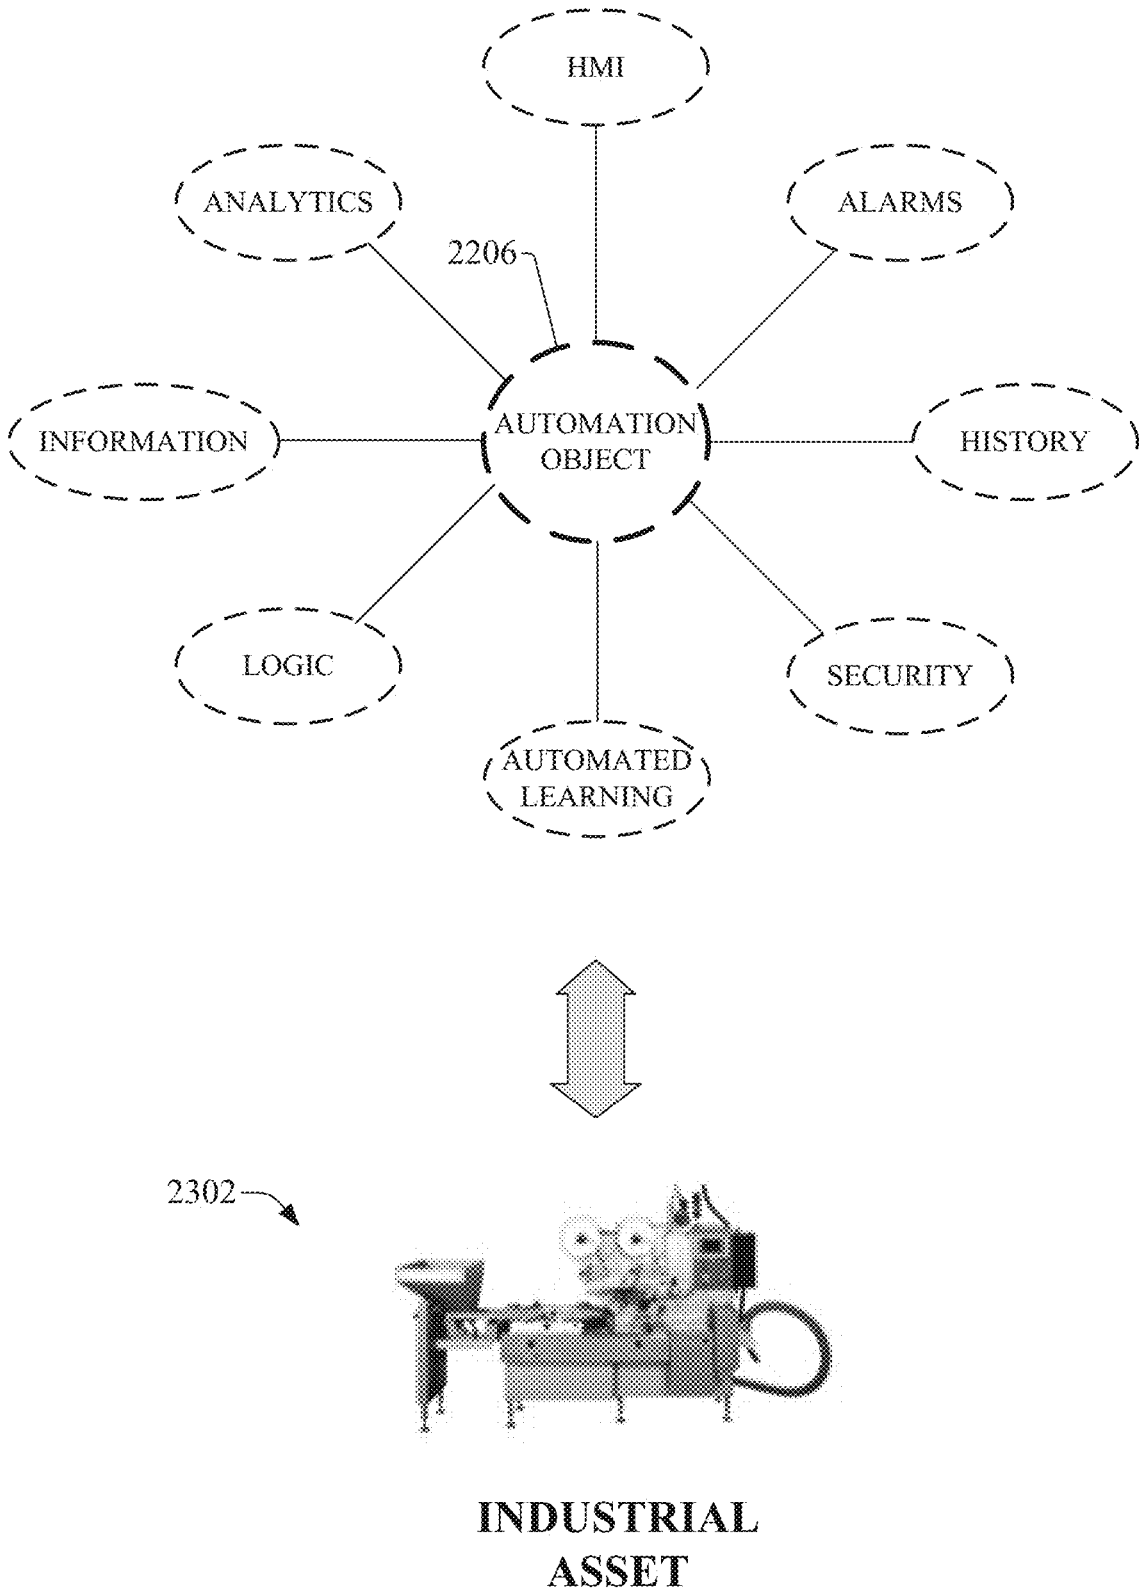 HMI
ANALYTICS
ALARMS
2206
INFORMATION
AUTOMATION
OBJECT
HISTORY
LOGIC
SECURITY
AUTOMATED
LEARNING
2302
INDUSTRIAL
ASSET